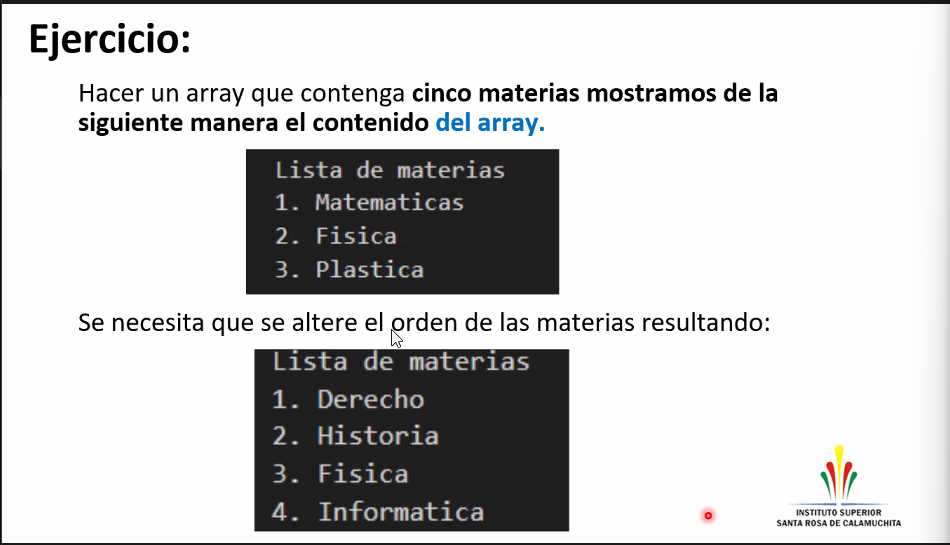 Ejercicio:
Hacer un array que contenga cinco materias mostramos de la
siguiente manera el contenido del array.
Lista de materias
1. Matematicas
2. Fisica
3. Plastica
Se necesita que se altere el orden de las materias resultando:
Lista de materias
1. Derecho
2. Historia
3. Fisica
4. Informatica
INSTITUTO SUPERIOR
SANTA ROSA DE CALAMUCHITA